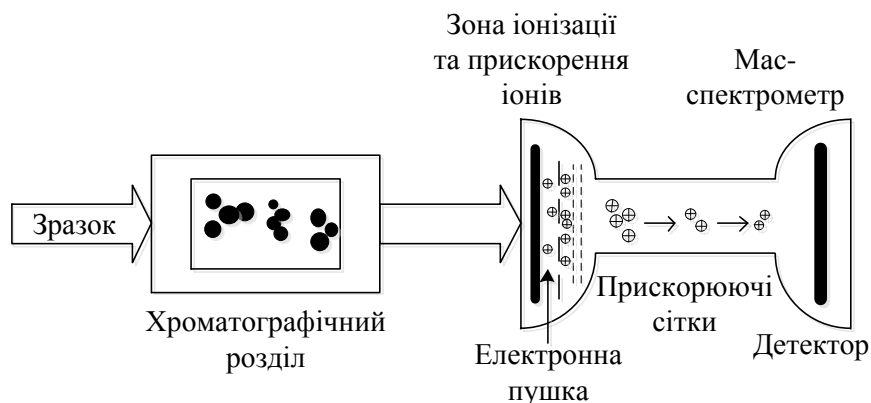 Зона іонізації
та прискорення
іонів
Мас-
спектрометр
Зразок
Хроматографічний
розділ
Електронна
пушка
Прискорюючі
сітки
Детектор